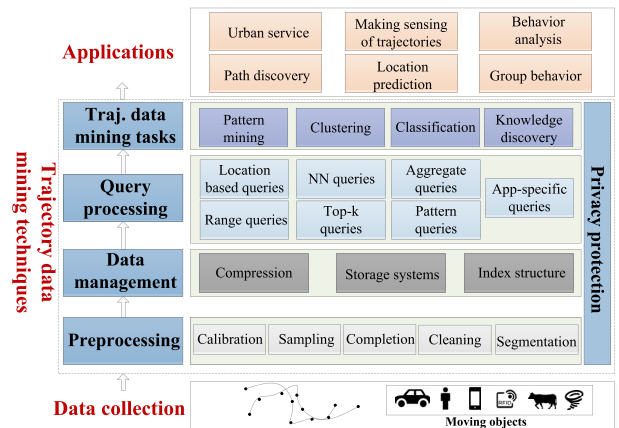 Applications
Urban service
Making sensing
of trajectories
Behavior
analysis
Path discovery
Location
prediction
Group behavior
Trajectory data
mining techniques
Traj. data
mining tasks
Pattern
mining
Clustering
Classification
Knowledge
discovery
Query
processing
Location
based queries
NN queries
Aggregate
queries
App-specific
queries
Range queries
Top-k
queries
Pattern
queries
Data
management
Compression
Storage systems
Index structure
Preprocessing
Calibration
Sampling
Completion
Cleaning
Segmentation
Privacy protection
Data collection
RFID
Moving objects